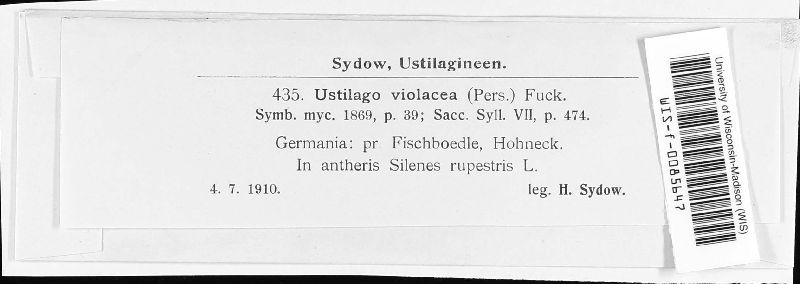 Sydow, Ustilagineen.
435. Ustilago violacea (Pers.) Fuck.
Symb. myc. 1869, p. 39; Sacc. Syll. VII, p. 474.
Germania: pr Fischboedle, Hohneck.
In antheris Silenes rupestris L.
4. 7. 1910. leg. H. Sydow.
University of Wisconsin-Madison (WIS)
WIS-f-0085647